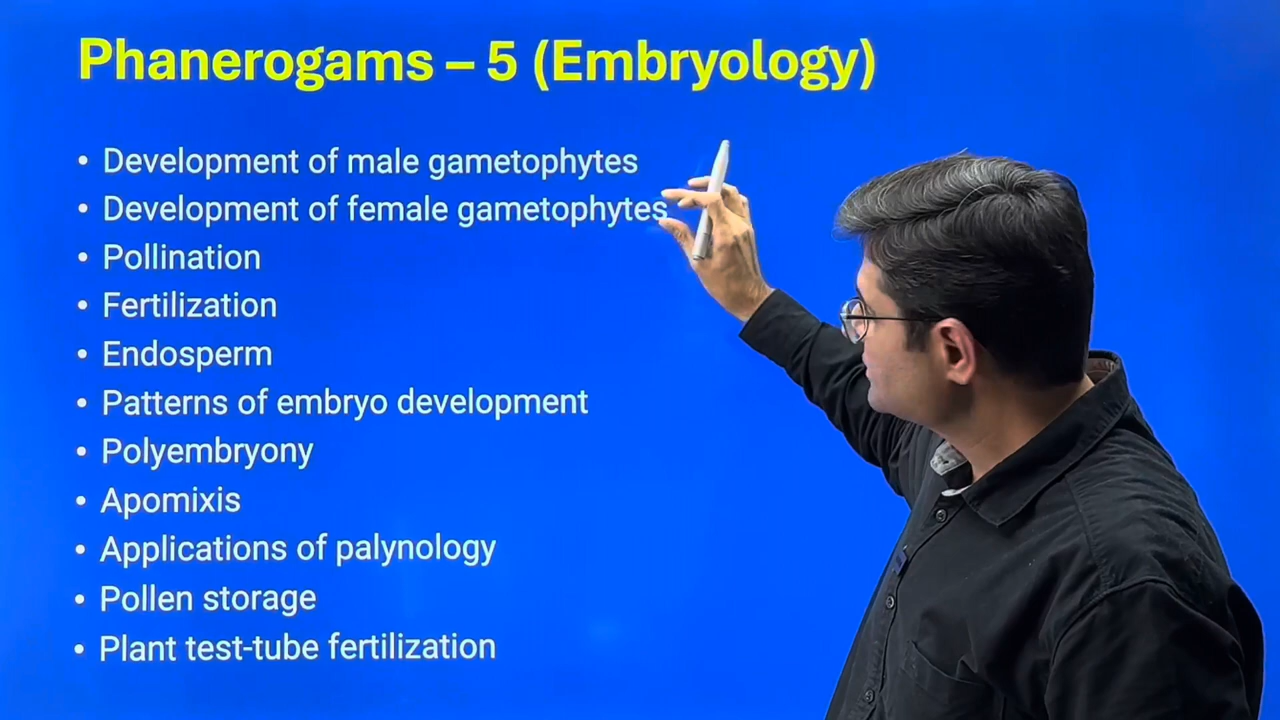 Phanerogams – 5 (Embryology)
• Development of male gametophytes
• Development of female gametophytes
• Pollination
• Fertilization
• Endosperm
• Patterns of embryo development
• Polyembryony
• Apomixis
• Applications of palynology
• Pollen storage
• Plant test-tube fertilization